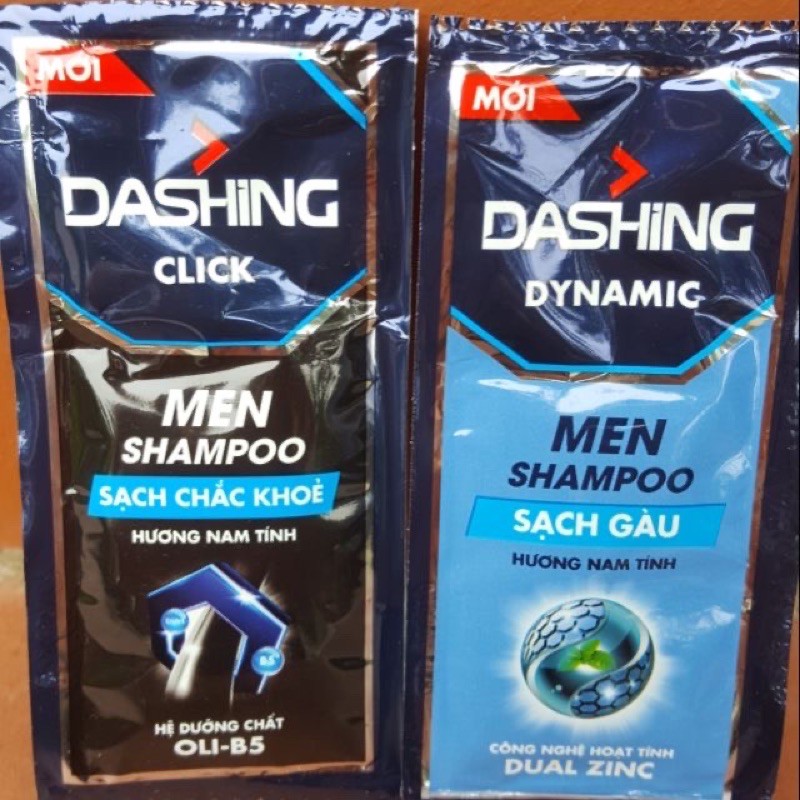 MỚI
DASHING
CLICK
MEN
SHAMPOO
SẠCH CHẮC KHOẺ
HƯƠNG NAM TÍNH
B5
HỆ DƯỠNG CHẤT
OLI-B5
MỚI
DASHING
DYNAMIC
MEN
SHAMPOO
SẠCH GÀU
HƯƠNG NAM TÍNH
CÔNG NGHỆ HOẠT TÍNH
DUAL ZINC